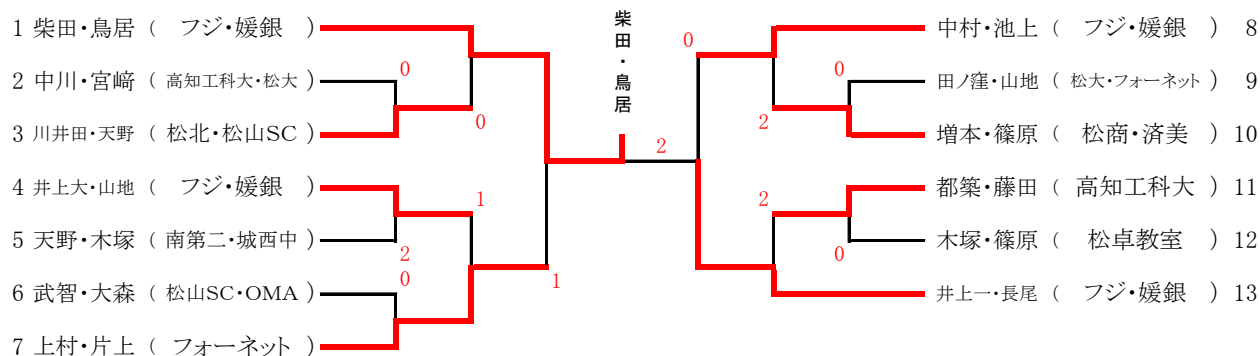 1 柴田・鳥居 ( フジ・媛銀 )
2 中川・宮﨑 ( 高知工科大・松大 )
3 川井田・天野 ( 松北・松山SC )
4 井上大・山地 ( フジ・媛銀 )
5 天野・木塚 ( 南第二・城西中 )
6 武智・大森 ( 松山SC・OMA )
7 上村・片上 ( フォーネット )
0
0
1
2
0
1
柴田・鳥居
2
0
0
2
2
0
中村・池上 ( フジ・媛銀 ) 8
田ノ窪・山地 ( 松大・フォーネット ) 9
増本・篠原 ( 松商・済美 ) 10
都築・藤田 ( 高知工科大 ) 11
木塚・篠原 ( 松卓教室 ) 12
井上一・長尾 ( フジ・媛銀 ) 13